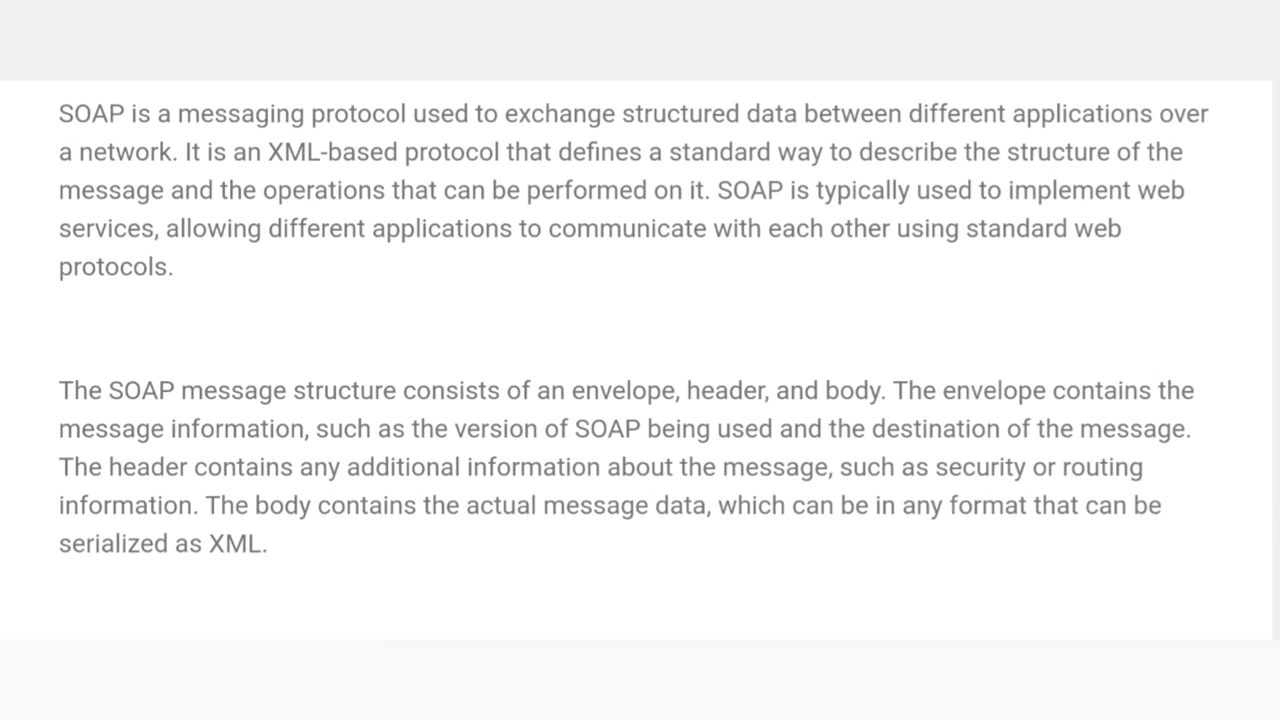 SOAP is a messaging protocol used to exchange structured data between different applications over
a network. It is an XML-based protocol that defines a standard way to describe the structure of the
message and the operations that can be performed on it. SOAP is typically used to implement web
services, allowing different applications to communicate with each other using standard web
protocols.
The SOAP message structure consists of an envelope, header, and body. The envelope contains the
message information, such as the version of SOAP being used and the destination of the message.
The header contains any additional information about the message, such as security or routing
information. The body contains the actual message data, which can be in any format that can be
serialized as XML.